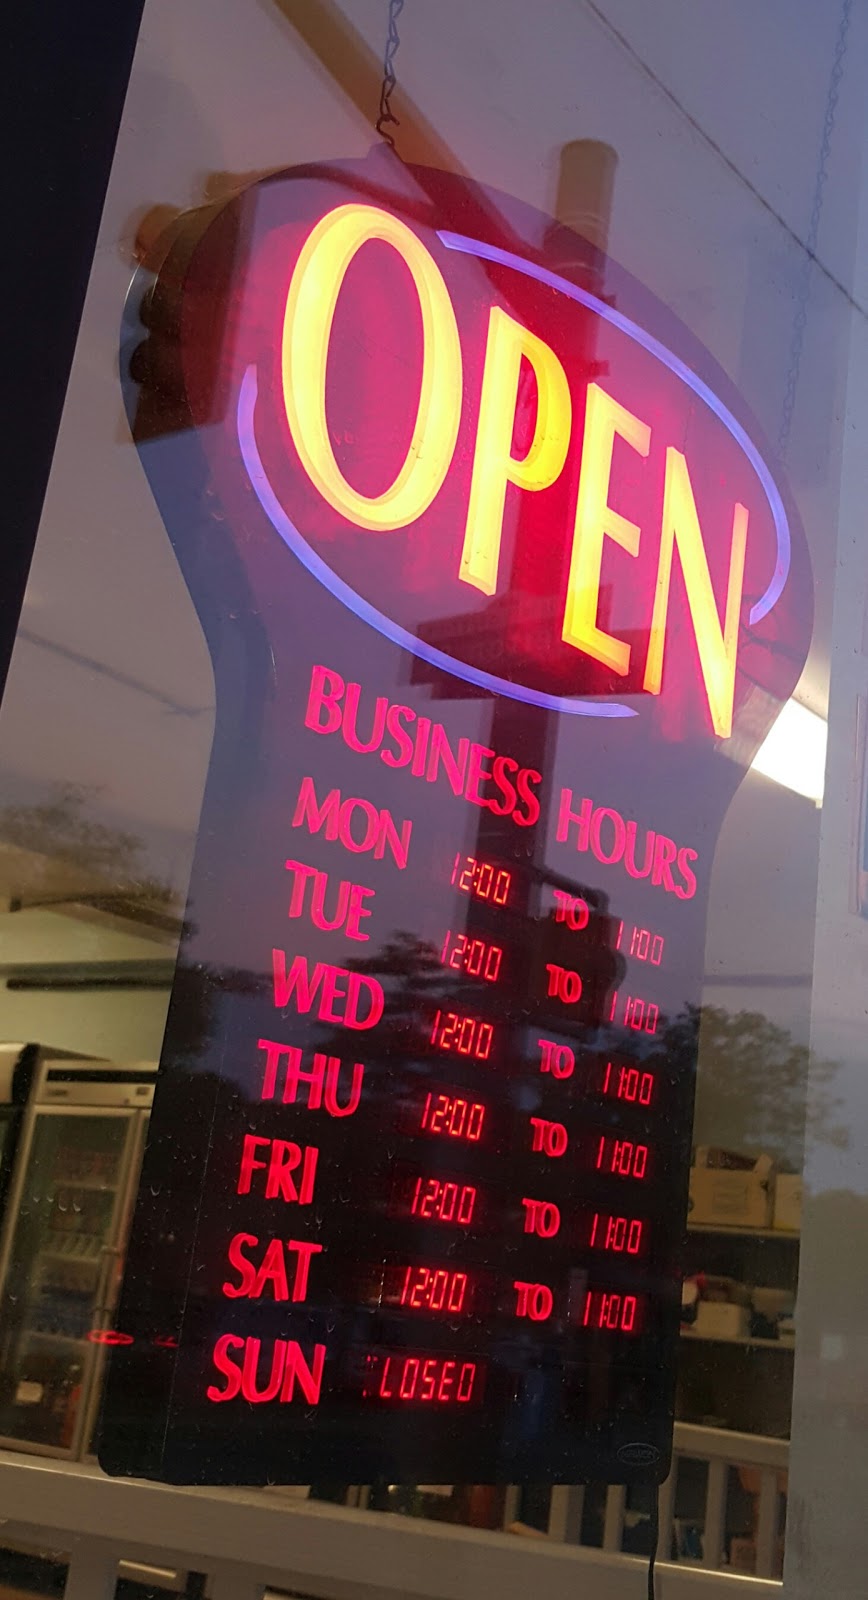 OPEN
BUSINESS HOURS
MON 12:00 TO 11:00
TUE 12:00 TO 11:00
WED 12:00 TO 11:00
THU 12:00 TO 11:00
FRI 12:00 TO 11:00
SAT 12:00 TO 11:00
SUN CLOSED